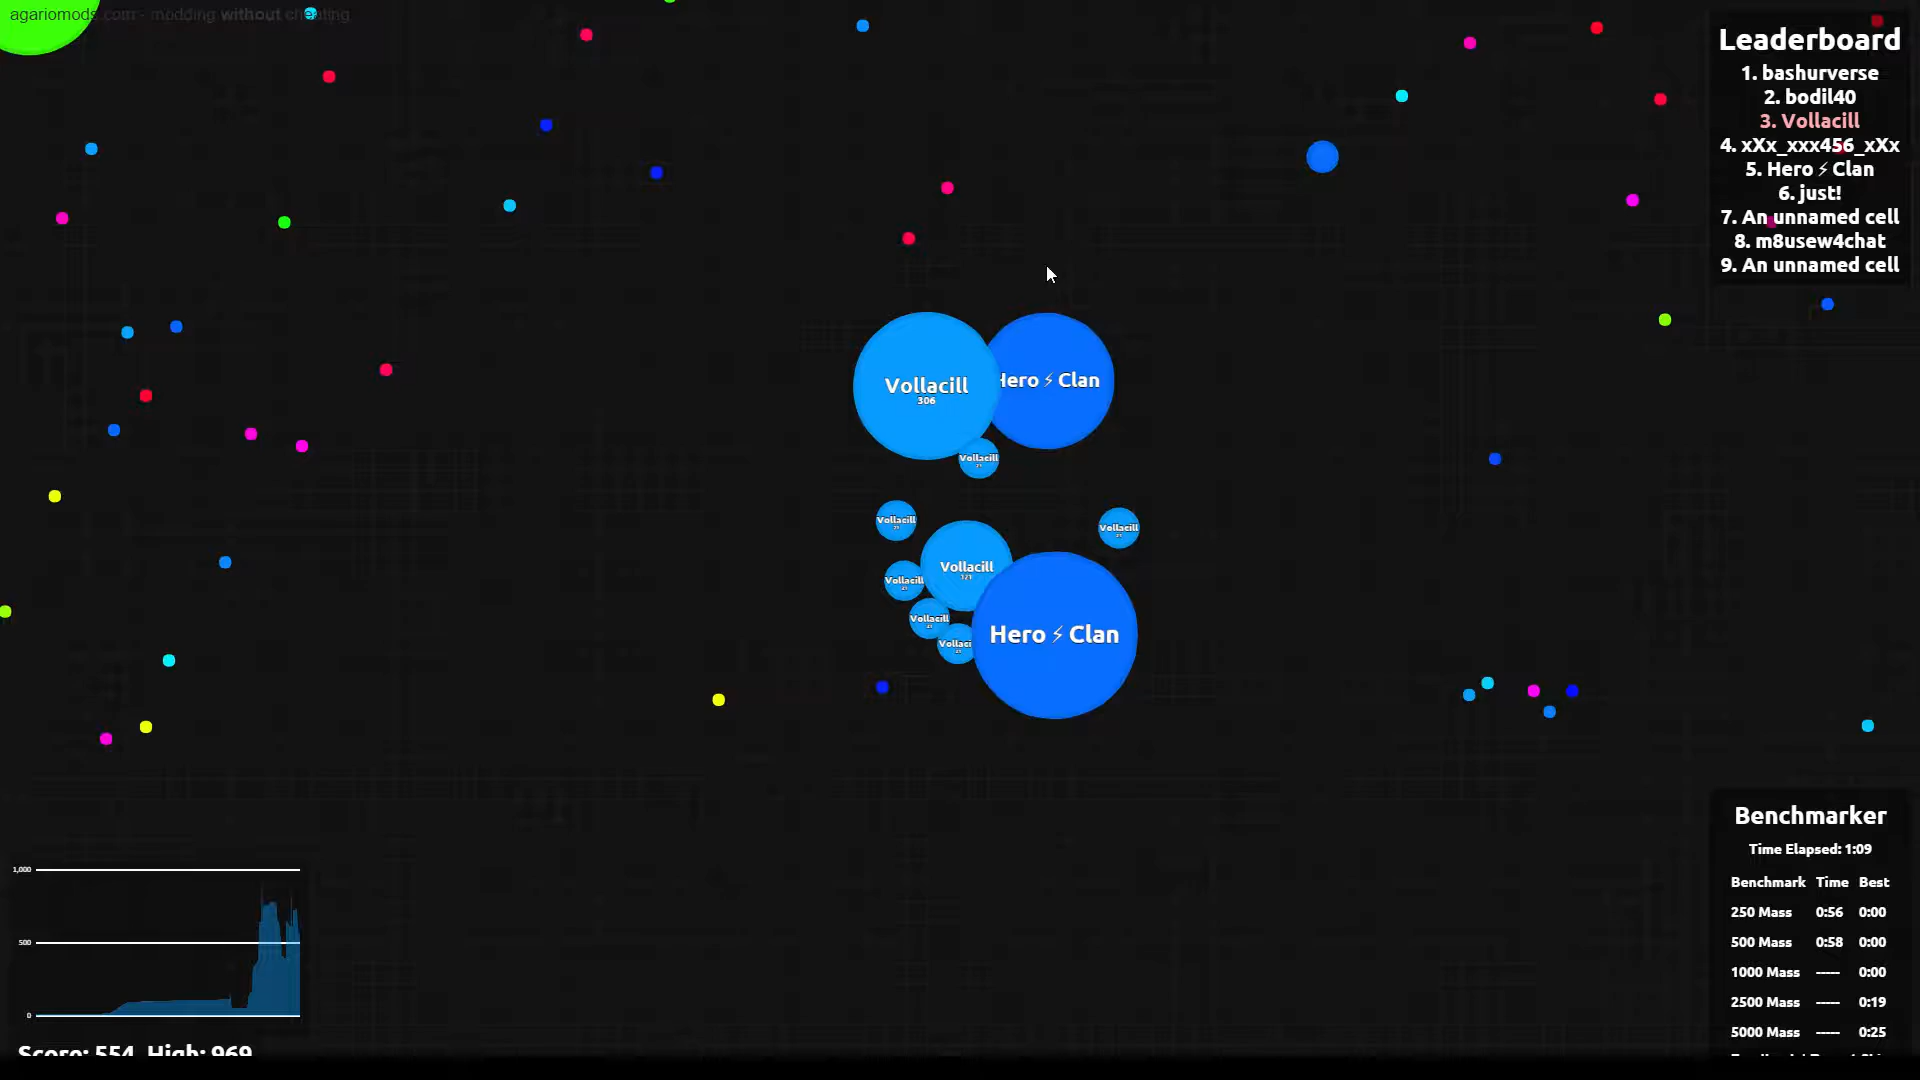 agariomods.com - modding without cheating
Leaderboard
1. bashurverse
2. bodil40
3. Vollacill
4. xXx_xxx456_xXx
5. Hero⚡Clan
6. just!
7. An unnamed cell
8. m8usew4chat
9. An unnamed cell
Vollacill
306
Hero⚡Clan
Vollacill
Vollacill
Vollacill
Vollacill
Vollacill
Vollacill
Hero⚡Clan
1,000
500
0
Score: 554 High: 969
Benchmarker
Time Elapsed: 1:09
Benchmark Time Best
250 Mass 0:56 0:00
500 Mass 0:58 0:00
1000 Mass ----- 0:00
2500 Mass ----- 0:19
5000 Mass ----- 0:25